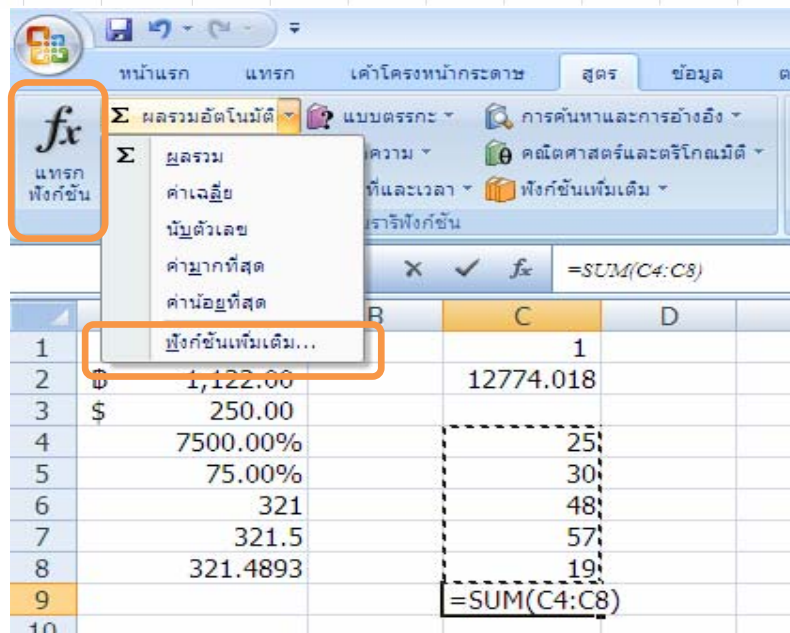 หน้าแรก แทรก เค้าโครงหน้ากระดาษ สูตร ข้อมูล ต
fx แทรก ฟังก์ชัน
Σ ผลรวมอัตโนมัติ แบบตรรกะ การค้นหาและการอ้างอิง
Σ ผลรวม ความ θ คณิตศาสตร์และตรีโกณมิติ
ค่าเฉลี่ย ที่และเวลา ฟังก์ชันเพิ่มเติม
นับตัวเลข รารีฟังก์ชัน
ค่ามากที่สุด fx =SUM(C4:C8)
ค่าน้อยที่สุด
B C D
ฟังก์ชันเพิ่มเติม...
1 1
2 $ 1,122.00 12774.018
3 $ 250.00
4 7500.00% 25
5 75.00% 30
6 321 48
7 321.5 57
8 321.4893 19
9 =SUM(C4:C8)
10